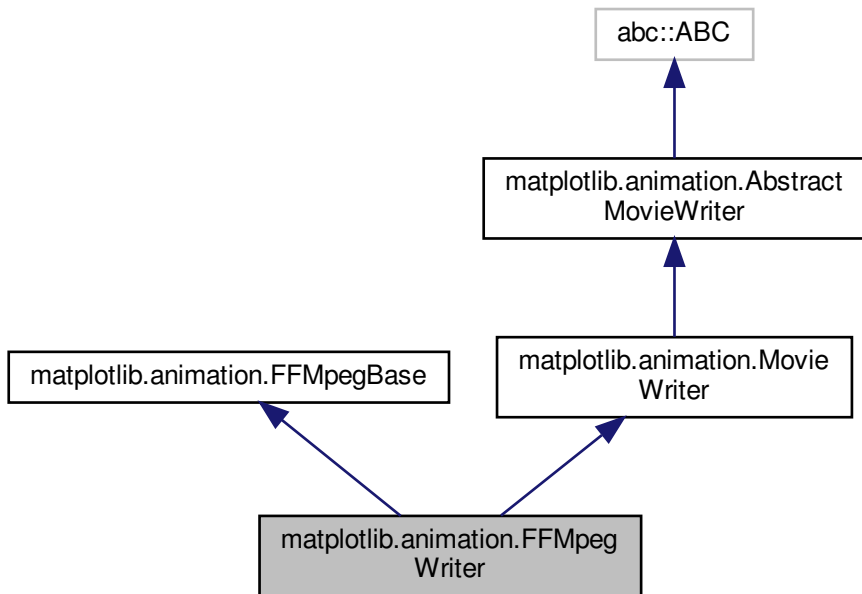 abc::ABC
matplotlib.animation.Abstract
MovieWriter
matplotlib.animation.FFMpegBase
matplotlib.animation.Movie
Writer
matplotlib.animation.FFMpeg
Writer